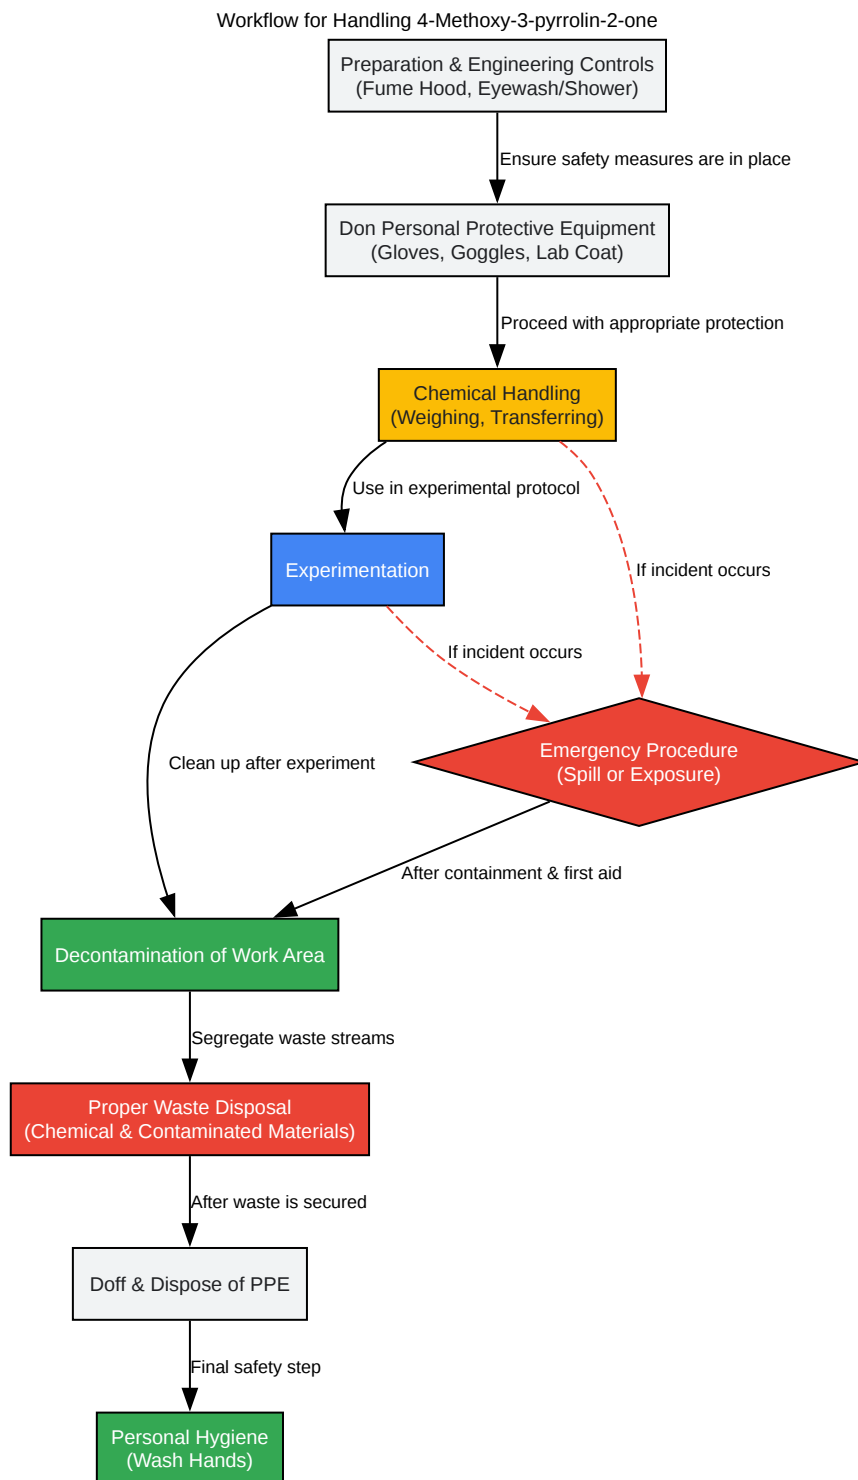 Workflow for Handling 4-Methoxy-3-pyrrolin-2-one
Preparation & Engineering Controls
(Fume Hood, Eyewash/Shower)
Ensure safety measures are in place
Don Personal Protective Equipment
(Gloves, Goggles, Lab Coat)
Proceed with appropriate protection
Chemical Handling
(Weighing, Transferring)
Use in experimental protocol
Experimentation
If incident occurs
If incident occurs
Emergency Procedure
(Spill or Exposure)
Clean up after experiment
After containment & first aid
Decontamination of Work Area
Segregate waste streams
Proper Waste Disposal
(Chemical & Contaminated Materials)
After waste is secured
Doff & Dispose of PPE
Final safety step
Personal Hygiene
(Wash Hands)